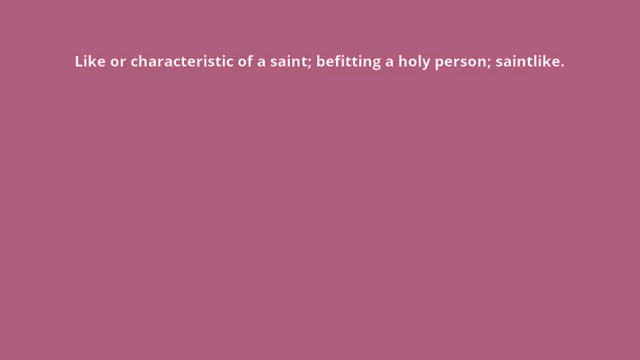 Like or characteristic of a saint; befitting a holy person; saintlike.